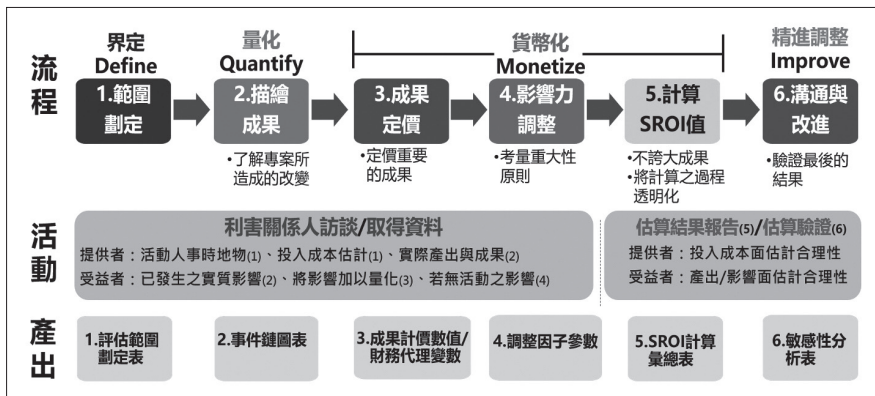 界定
Define
量化
Quantify
貨幣化
Monetize
精進調整
Improve
流程
1.範圍
劃定
2.描繪
成果
3.成果
定價
4.影響力
調整
5.計算
SROI值
6.溝通與
改進
•了解專案所
造成的改變
•定價重要
的成果
•考量重大性
原則
•不誇大成果
•將計算之過程
透明化
•驗證最後的
結果
活動
利害關係人訪談/取得資料
提供者：活動人事時地物(1)、投入成本估計(1)、實際產出與成果(2)
受益者：已發生之實質影響(2)、將影響加以量化(3)、若無活動之影響(4)
估算結果報告(5)/估算驗證(6)
提供者：投入成本面估計合理性
受益者：產出/影響面估計合理性
產出
1.評估範圍
劃定表
2.事件鏈圖表
3.成果計價數值/
財務代理變數
4.調整因子參數
5.SROI計算
彙總表
6.敏感性分
析表